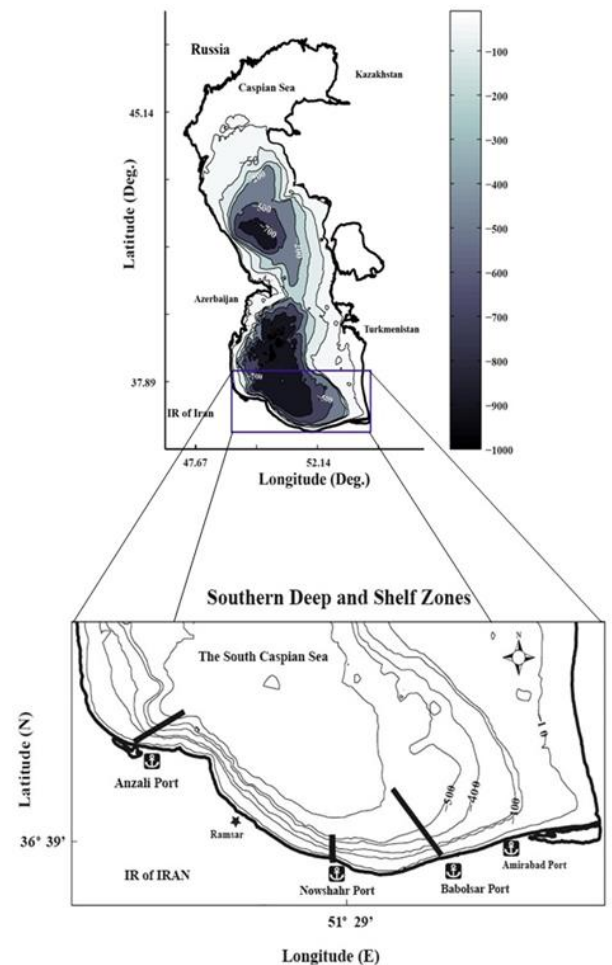 Russia
Kazakhstan
Caspian Sea
45.14
Latitude (Deg.)
-50
-200
-500
-700
Azerbaijan
Turkmenistan
37.89
-700
-500
IR of Iran
47.67
52.14
Longitude (Deg.)
-100
-200
-300
-400
-500
-600
-700
-800
-900
-1000
Southern Deep and Shelf Zones
N
The South Caspian Sea
-10
Latitude (N)
Anzali Port
-500
-400
-100
Ramsar
36° 39'
Amirabad Port
IR of IRAN
Nowshahr Port
Babolsar Port
51° 29'
Longitude (E)